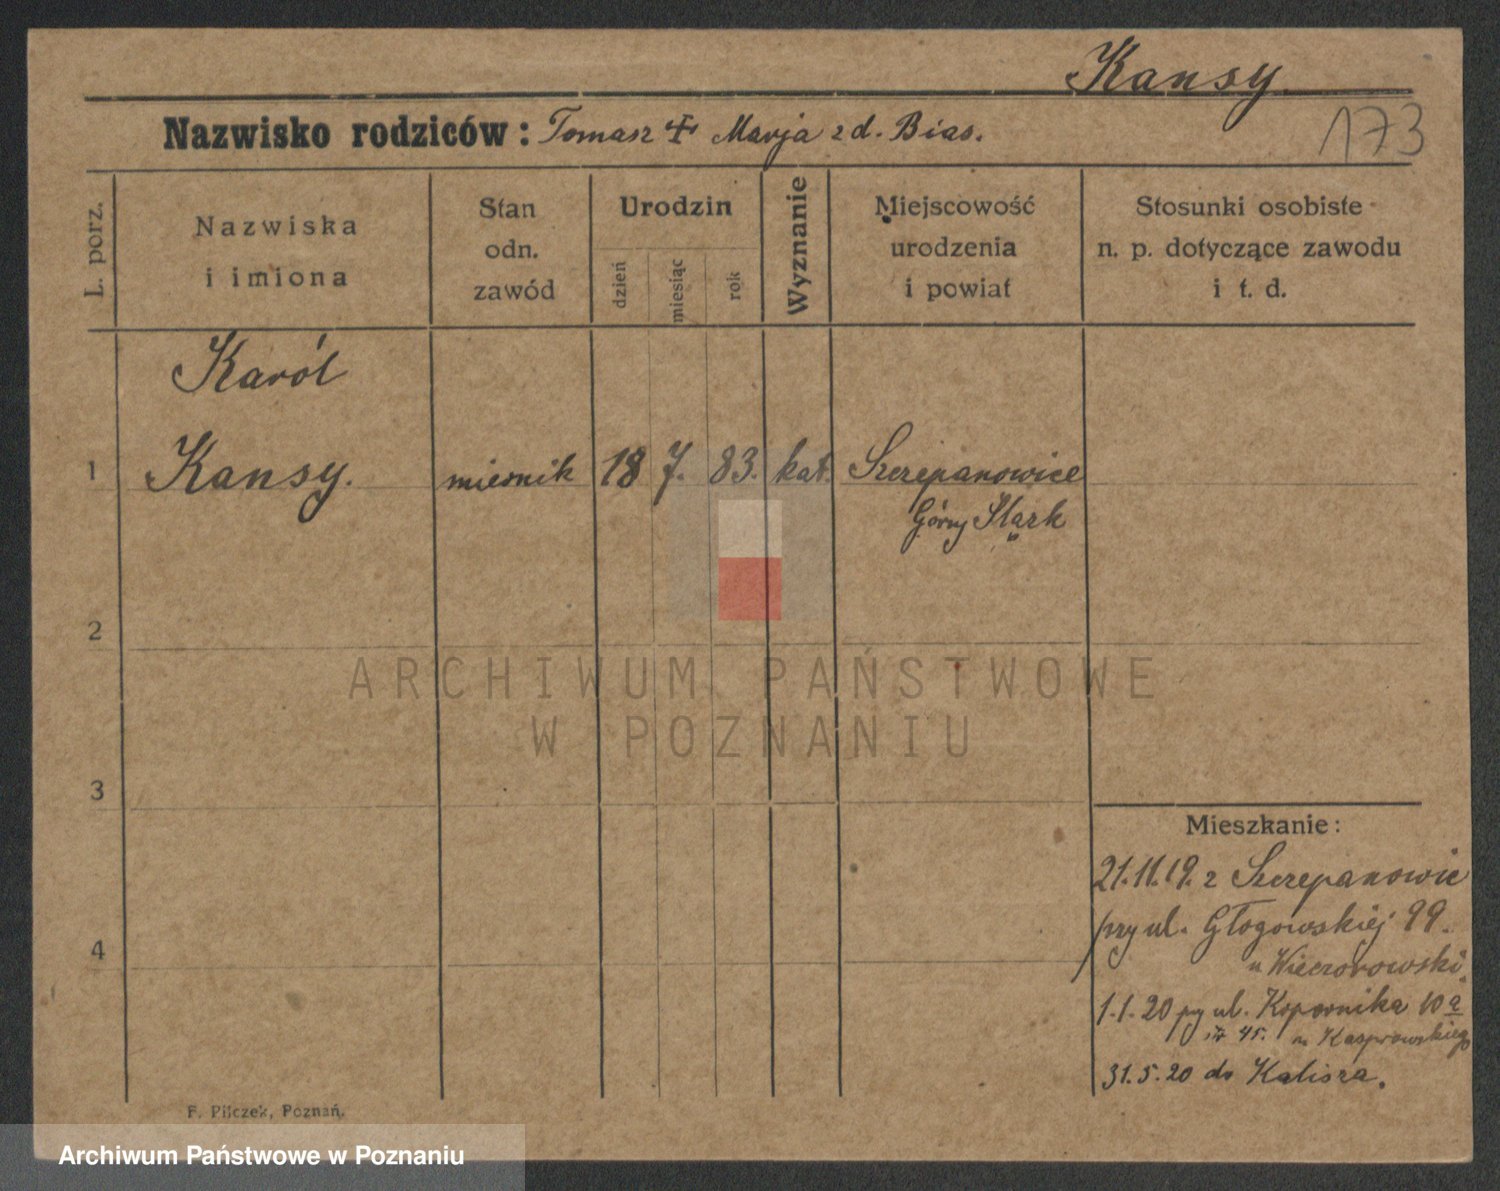 Kansy
173
Nazwisko rodziców: Tomasz Marja z d. Bias.
L. porz.
Nazwiska
i imiona
Stan
odn.
zawód
Urodzin
dzień
miesiąc
rok
Wyznanie
Miejscowość
urodzenia
i powiat
Stosunki osobiste
n. p. dotyczące zawodu
i t. d.
Karól
1 Kansy. miernik 18 7. 83. kat. Szczepanowice
Górny Śląsk
2
3
4
ARCHIWUM PAŃSTWOWE
W POZNANIU
Mieszkanie:
21.11.19. z Szczepanowic
przy ul. Głogowskiej 99.
u Wieczorowski
1.1.20 przy ul. Kopernika 10 a
45. u Kasprowskiego
31.5.20 do Kalisza.
F. Pilczek, Poznań.
Archiwum Państwowe w Poznaniu